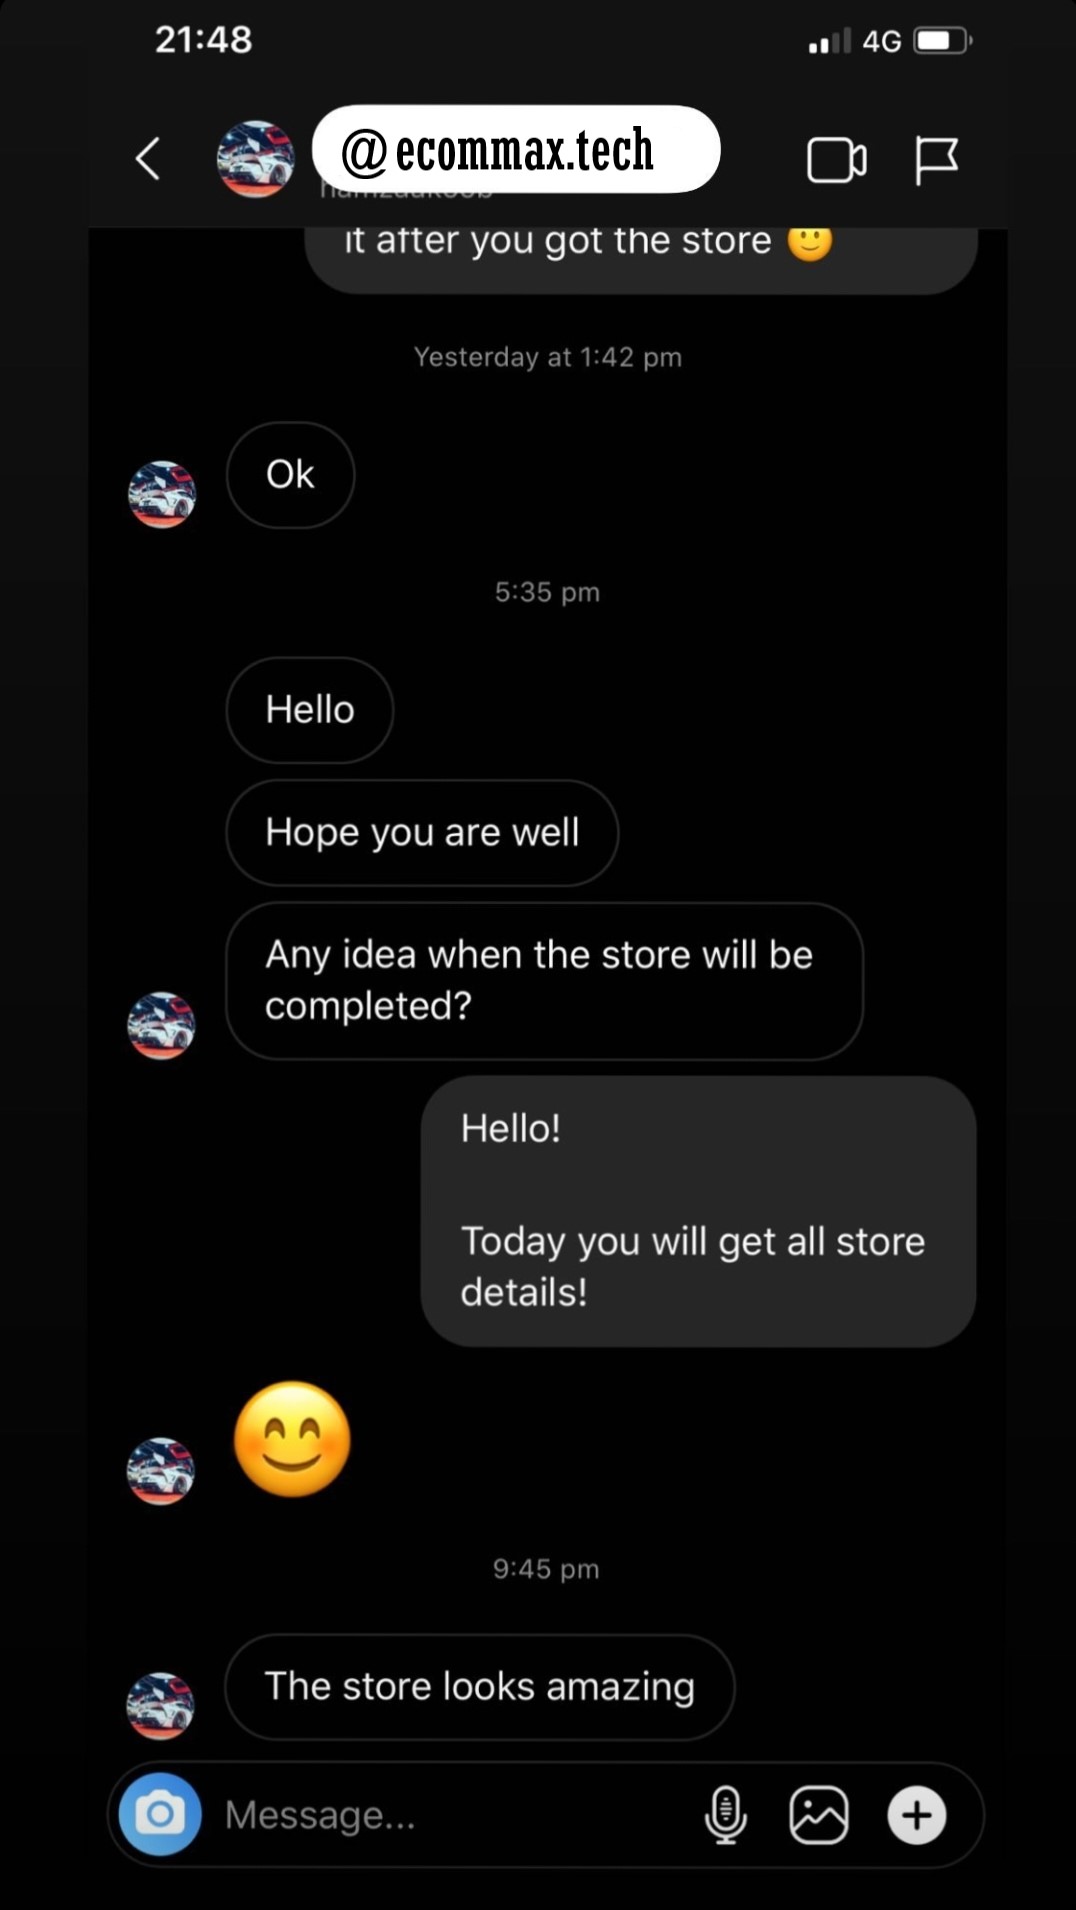 21:48
4G
@ecommax.tech
it after you got the store 🙂
Yesterday at 1:42 pm
Ok
5:35 pm
Hello
Hope you are well
Any idea when the store will be
completed?
Hello!
Today you will get all store
details!
😊
9:45 pm
The store looks amazing
Message...